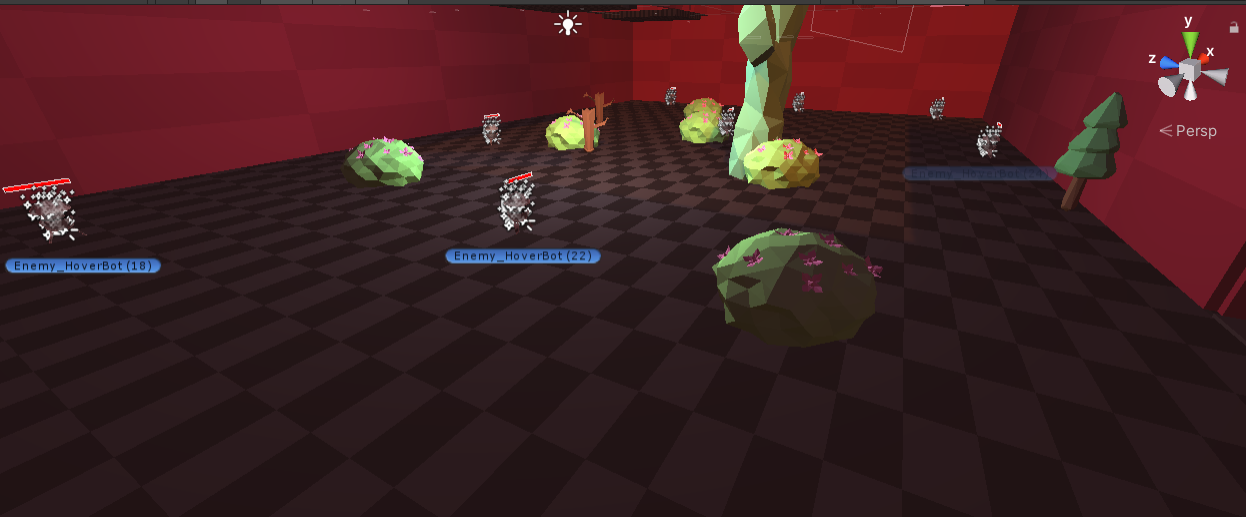 y
x
z
Persp
Enemy_HoverBot (18)
Enemy_HoverBot (22)